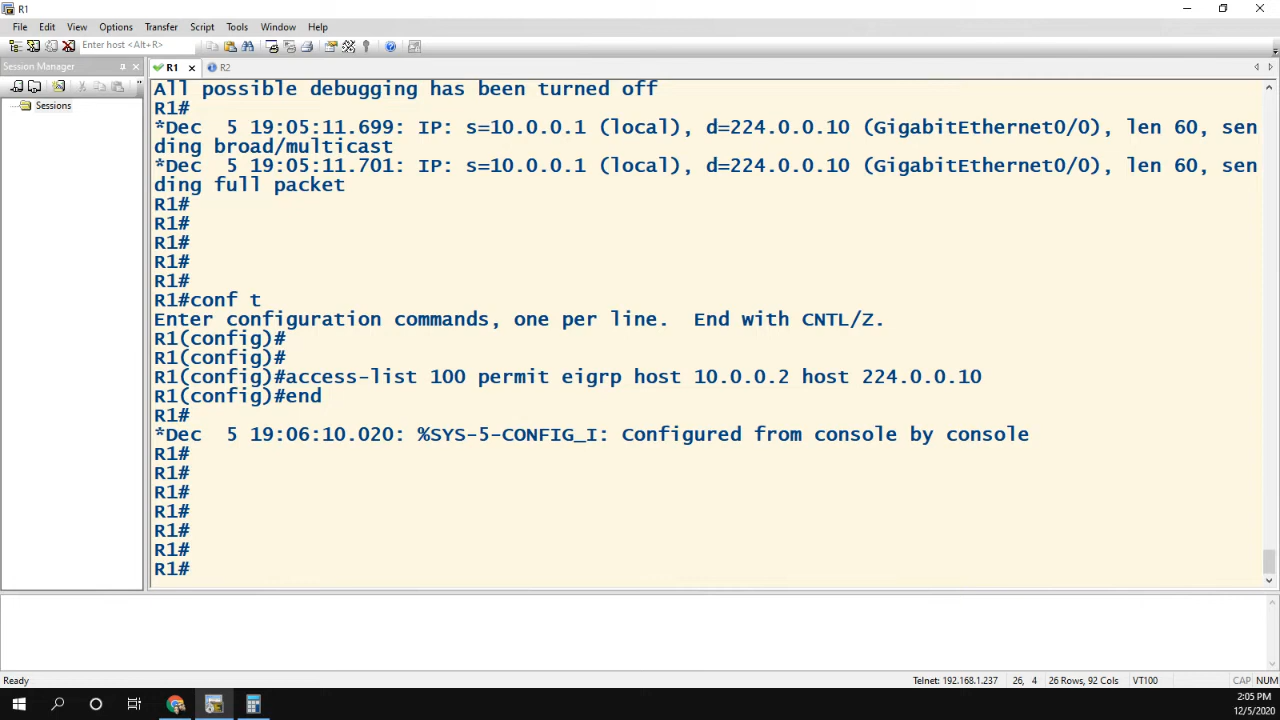 R1
File Edit View Options Transfer Script Tools Window Help
Enter host <Alt+R>
Session Manager
R1
R2
Sessions
All possible debugging has been turned off
R1#
*Dec  5 19:05:11.699: IP: s=10.0.0.1 (local), d=224.0.0.10 (GigabitEthernet0/0), len 60, sen
ding broad/multicast
*Dec  5 19:05:11.701: IP: s=10.0.0.1 (local), d=224.0.0.10 (GigabitEthernet0/0), len 60, sen
ding full packet
R1#
R1#
R1#
R1#
R1#
R1#conf t
Enter configuration commands, one per line.  End with CNTL/Z.
R1(config)#
R1(config)#
R1(config)#access-list 100 permit eigrp host 10.0.0.2 host 224.0.0.10
R1(config)#end
R1#
*Dec  5 19:06:10.020: %SYS-5-CONFIG_I: Configured from console by console
R1#
R1#
R1#
R1#
R1#
R1#
R1#
Ready
Telnet: 192.168.1.237 26, 4 26 Rows, 92 Cols VT100 CAP NUM
2:05 PM
12/5/2020